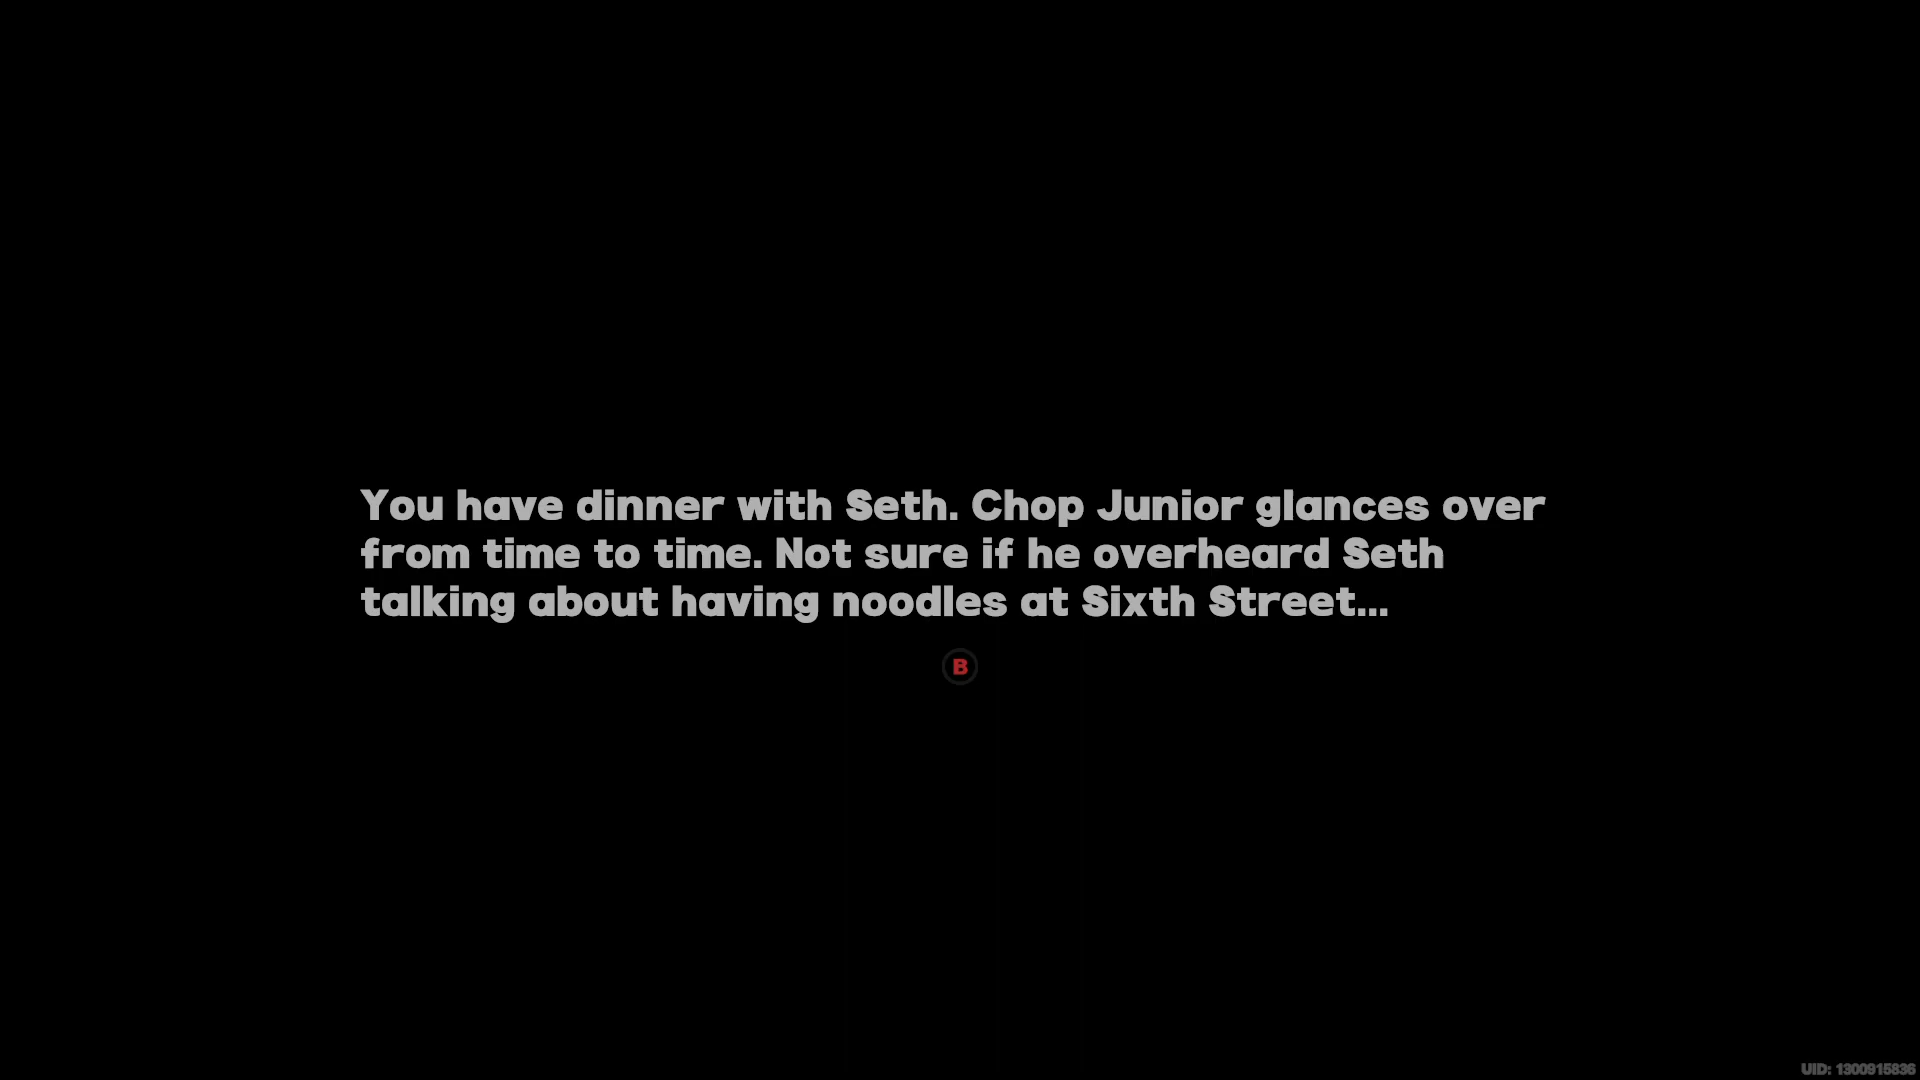 You have dinner with Seth. Chop Junior glances over
from time to time. Not sure if he overheard Seth
talking about having noodles at Sixth Street...
B
UID: 1300915836